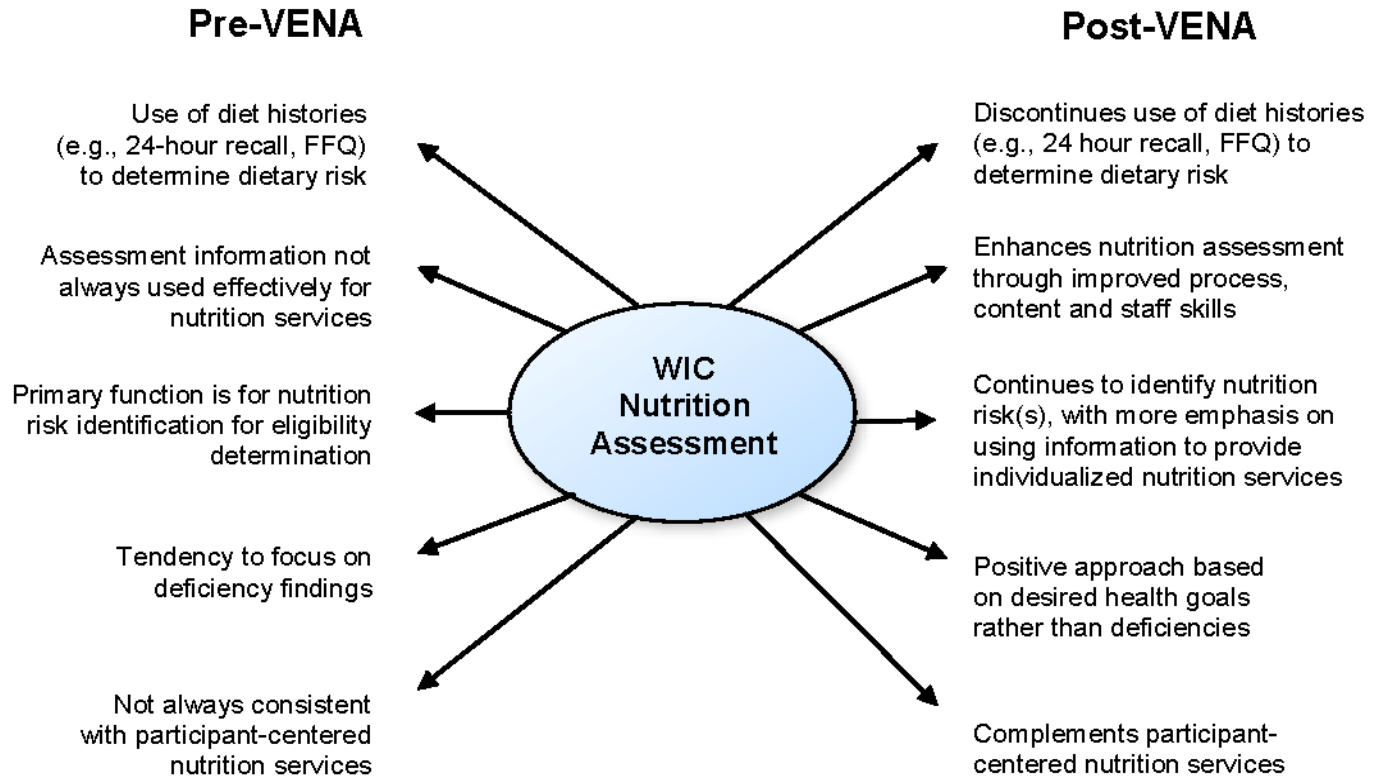 Pre-VENA
Use of diet histories
(e.g., 24-hour recall, FFQ)
to determine dietary risk
Assessment information not
always used effectively for
nutrition services
Primary function is for nutrition
risk identification for eligibility
determination
Tendency to focus on
deficiency findings
Not always consistent
with participant-centered
nutrition services
WIC
Nutrition
Assessment
Post-VENA
Discontinues use of diet histories
(e.g., 24 hour recall, FFQ) to
determine dietary risk
Enhances nutrition assessment
through improved process,
content and staff skills
Continues to identify nutrition
risk(s), with more emphasis on
using information to provide
individualized nutrition services
Positive approach based
on desired health goals
rather than deficiencies
Complements participant-
centered nutrition services